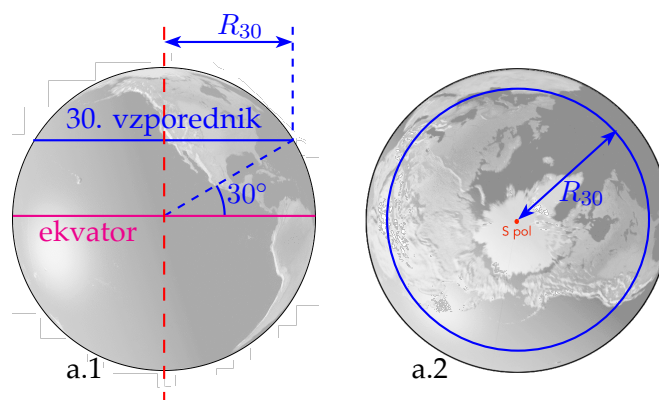 R30
30. vzporednik
30°
ekvator
a.1
R30
S pol
a.2